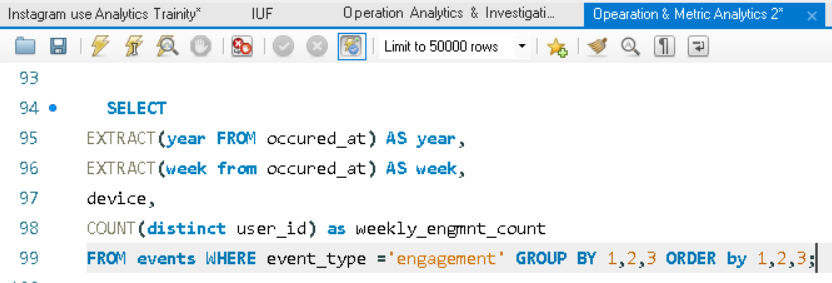 Instagram use Analytics Trainity* IUF Operation Analytics & Investigati... Opearation & Metric Analytics 2*
Limit to 50000 rows
93
94 SELECT
95 EXTRACT(year FROM occured_at) AS year,
96 EXTRACT(week from occured_at) AS week,
97 device,
98 COUNT(distinct user_id) as weekly_engmnt_count
99 FROM events WHERE event_type ='engagement' GROUP BY 1,2,3 ORDER by 1,2,3;